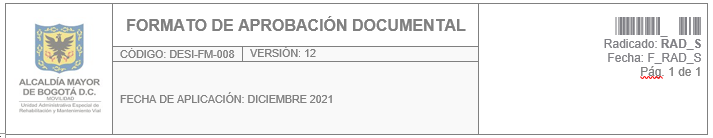 ALCALDÍA MAYOR
DE BOGOTÁ D.C.
MOVILIDAD
Unidad Administrativa Especial de
Rehabilitación y Mantenimiento Vial
FORMATO DE APROBACIÓN DOCUMENTAL
CÓDIGO: DESI-FM-008 VERSIÓN: 12
FECHA DE APLICACIÓN: DICIEMBRE 2021
Radicado: RAD_S
Fecha: F_RAD_S
Pág. 1 de 1